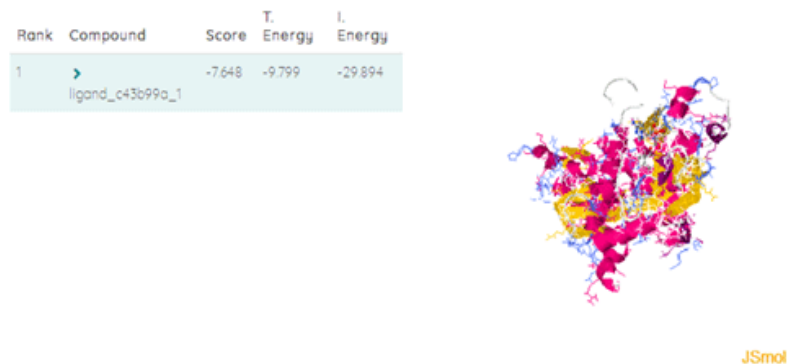 T. I.
Rank Compound Score Energy Energy
1 > -7.648 -9.799 -29.894
ligand_c43b99a_1
JSmol